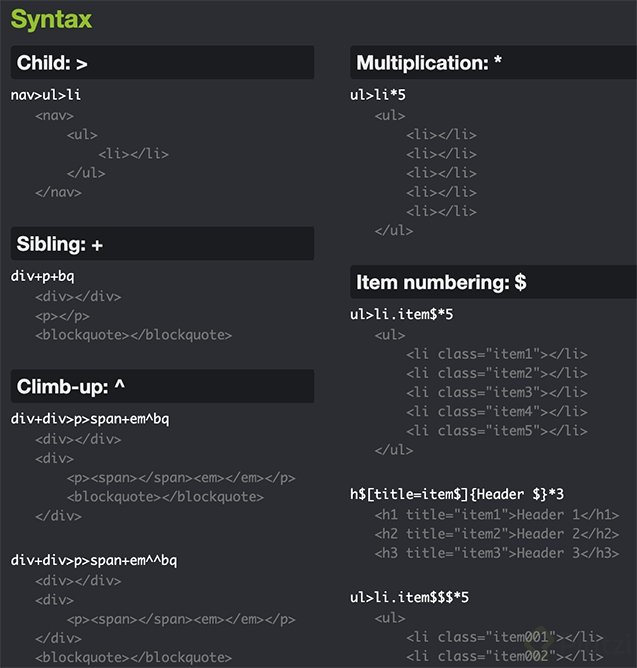 Syntax
Child: >
nav>ul>li
<nav>
<ul>
<li></li>
</ul>
</nav>
Sibling: +
div+p+bq
<div></div>
<p></p>
<blockquote></blockquote>
Climb-up: ^
div+div>p>span+em^bq
<div></div>
<div>
<p><span></span><em></em></p>
<blockquote></blockquote>
</div>
div+div>p>span+em^^bq
<div></div>
<div>
<p><span></span><em></em></p>
</div>
<blockquote></blockquote>
Multiplication: *
ul>li*5
<ul>
<li></li>
<li></li>
<li></li>
<li></li>
<li></li>
</ul>
Item numbering: $
ul>li.item$*5
<ul>
<li class="item1"></li>
<li class="item2"></li>
<li class="item3"></li>
<li class="item4"></li>
<li class="item5"></li>
</ul>
h$[title=item$]{Header $}*3
<h1 title="item1">Header 1</h1>
<h2 title="item2">Header 2</h2>
<h3 title="item3">Header 3</h3>
ul>li.item$$$*5
<ul>
<li class="item001"></li>
<li class="item002"></li>